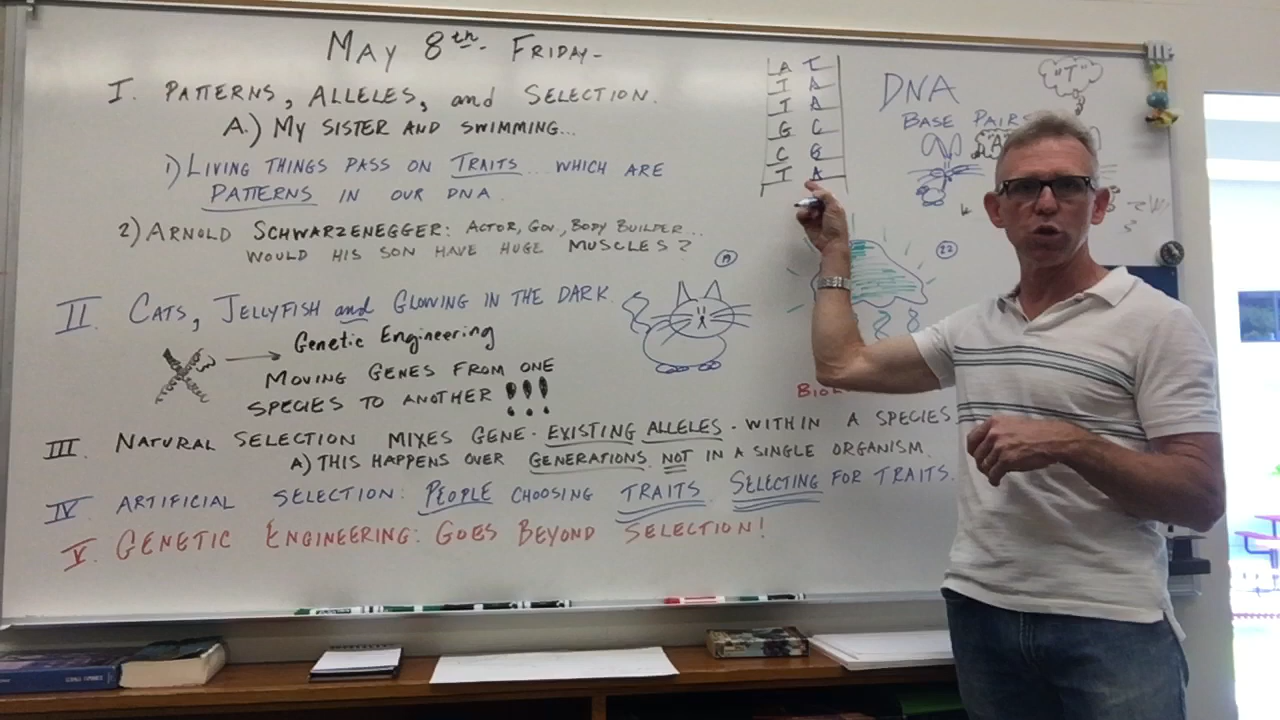 May 8th. Friday-
I. Patterns, Alleles, and Selection.
A.) My sister and swimming...
1) Living things pass on traits... which are
patterns in our DNA.
2) Arnold Schwarzenegger: Actor, Gov., Body Builder...
Would his son have huge muscles?
II. Cats, Jellyfish and Glowing in the dark.
Genetic Engineering
Moving genes from one
species to another !!!
III Natural selection mixes gene - existing alleles - within a species.
A) This happens over generations not in a single organism.
IV. Artificial selection: People choosing traits. Selecting for traits.
V. Genetic Engineering: Goes beyond selection!
A T
T A
T A
G C
C G
T A
DNA
Base Pairs
"T"
19
22